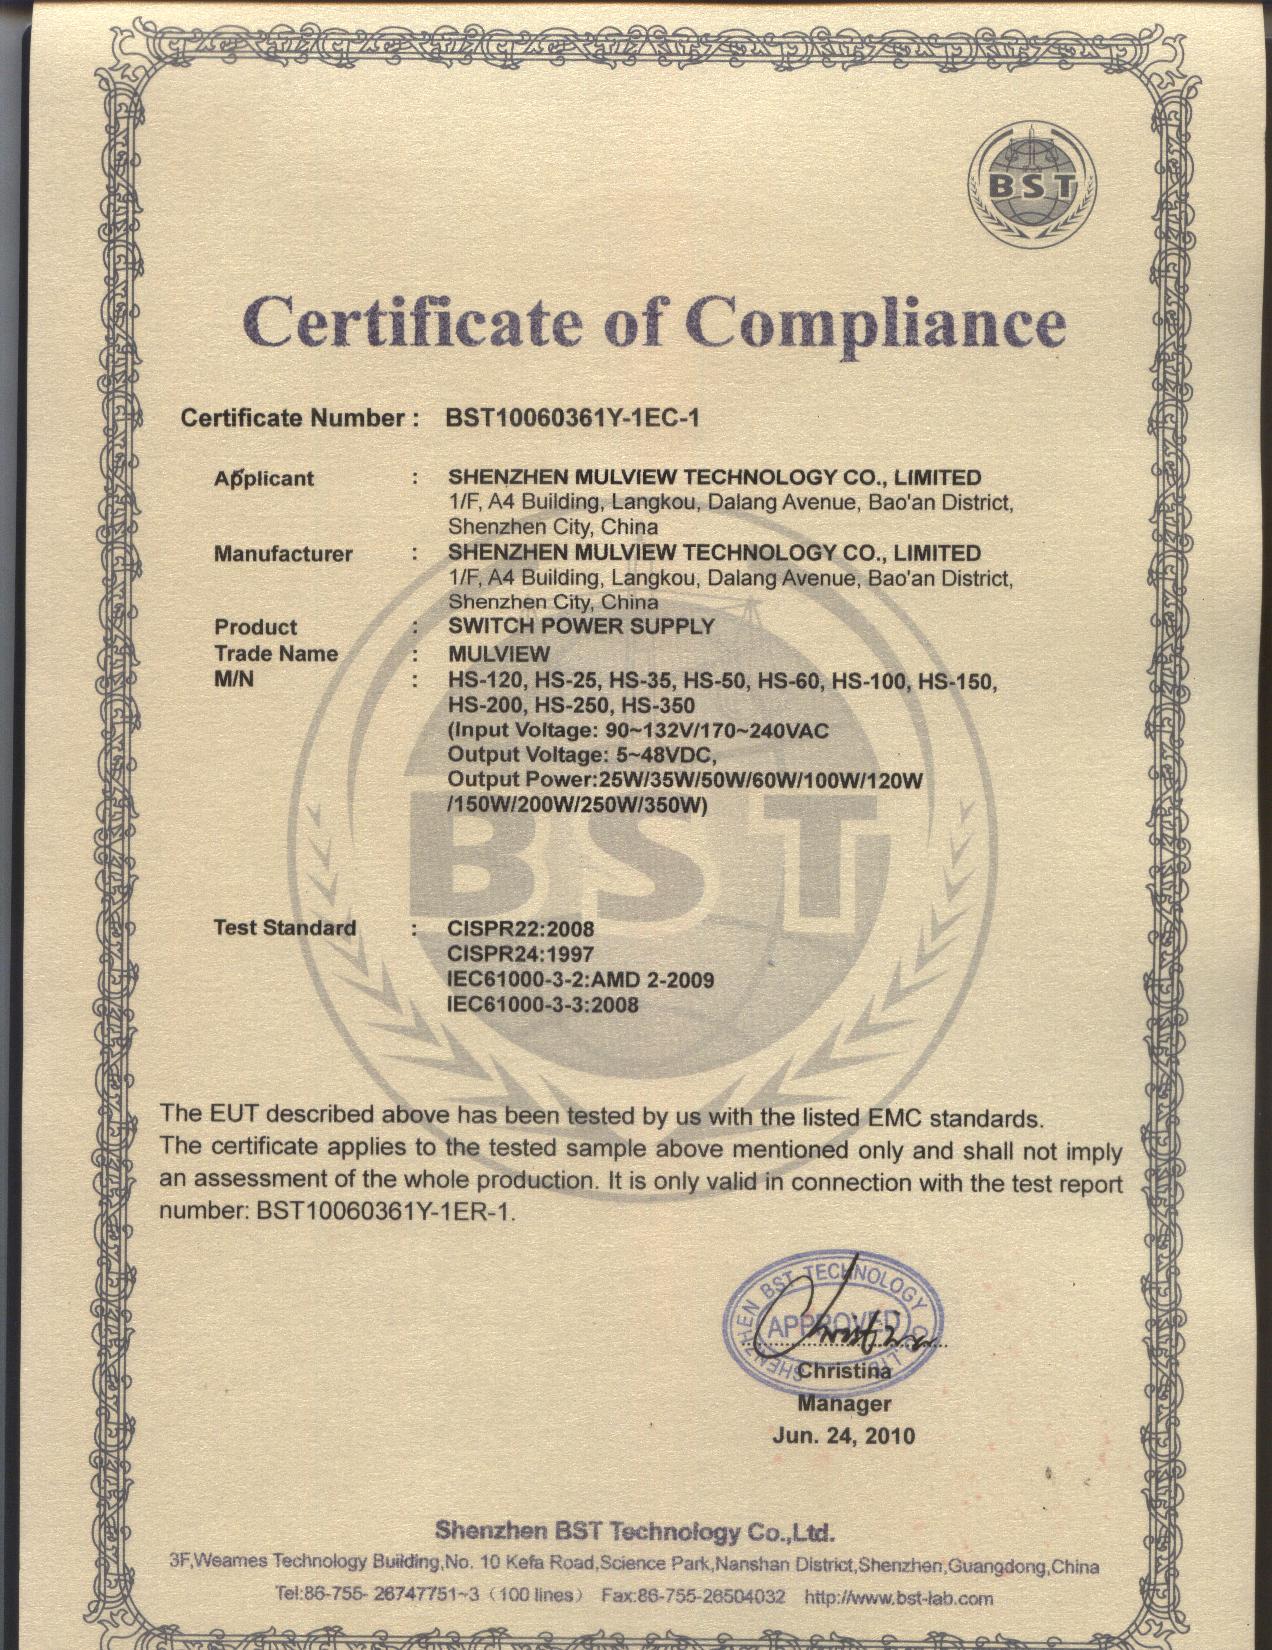 BST
Certificate of Compliance
Certificate Number : BST10060361Y-1EC-1
Applicant : SHENZHEN MULVIEW TECHNOLOGY CO., LIMITED
1/F, A4 Building, Langkou, Dalang Avenue, Bao'an District,
Shenzhen City, China
Manufacturer : SHENZHEN MULVIEW TECHNOLOGY CO., LIMITED
1/F, A4 Building, Langkou, Dalang Avenue, Bao'an District,
Shenzhen City, China
Product : SWITCH POWER SUPPLY
Trade Name : MULVIEW
M/N : HS-120, HS-25, HS-35, HS-50, HS-60, HS-100, HS-150,
HS-200, HS-250, HS-350
(Input Voltage: 90~132V/170~240VAC
Output Voltage: 5~48VDC,
Output Power:25W/35W/50W/60W/100W/120W
/150W/200W/250W/350W)
BST
Test Standard : CISPR22:2008
CISPR24:1997
IEC61000-3-2:AMD 2-2009
IEC61000-3-3:2008
The EUT described above has been tested by us with the listed EMC standards.
The certificate applies to the tested sample above mentioned only and shall not imply
an assessment of the whole production. It is only valid in connection with the test report
number: BST10060361Y-1ER-1.
SHENZHEN BST TECHNOLOGY CO.,LTD.
APPROVED
Christina
Christina
Manager
Jun. 24, 2010
Shenzhen BST Technology Co.,Ltd.
3F,Weames Technology Building,No. 10 Kefa Road,Science Park,Nanshan District,Shenzhen,Guangdong,China
Tel:86-755- 26747751~3（100 lines） Fax:86-755-26504032 http://www.bst-lab.com